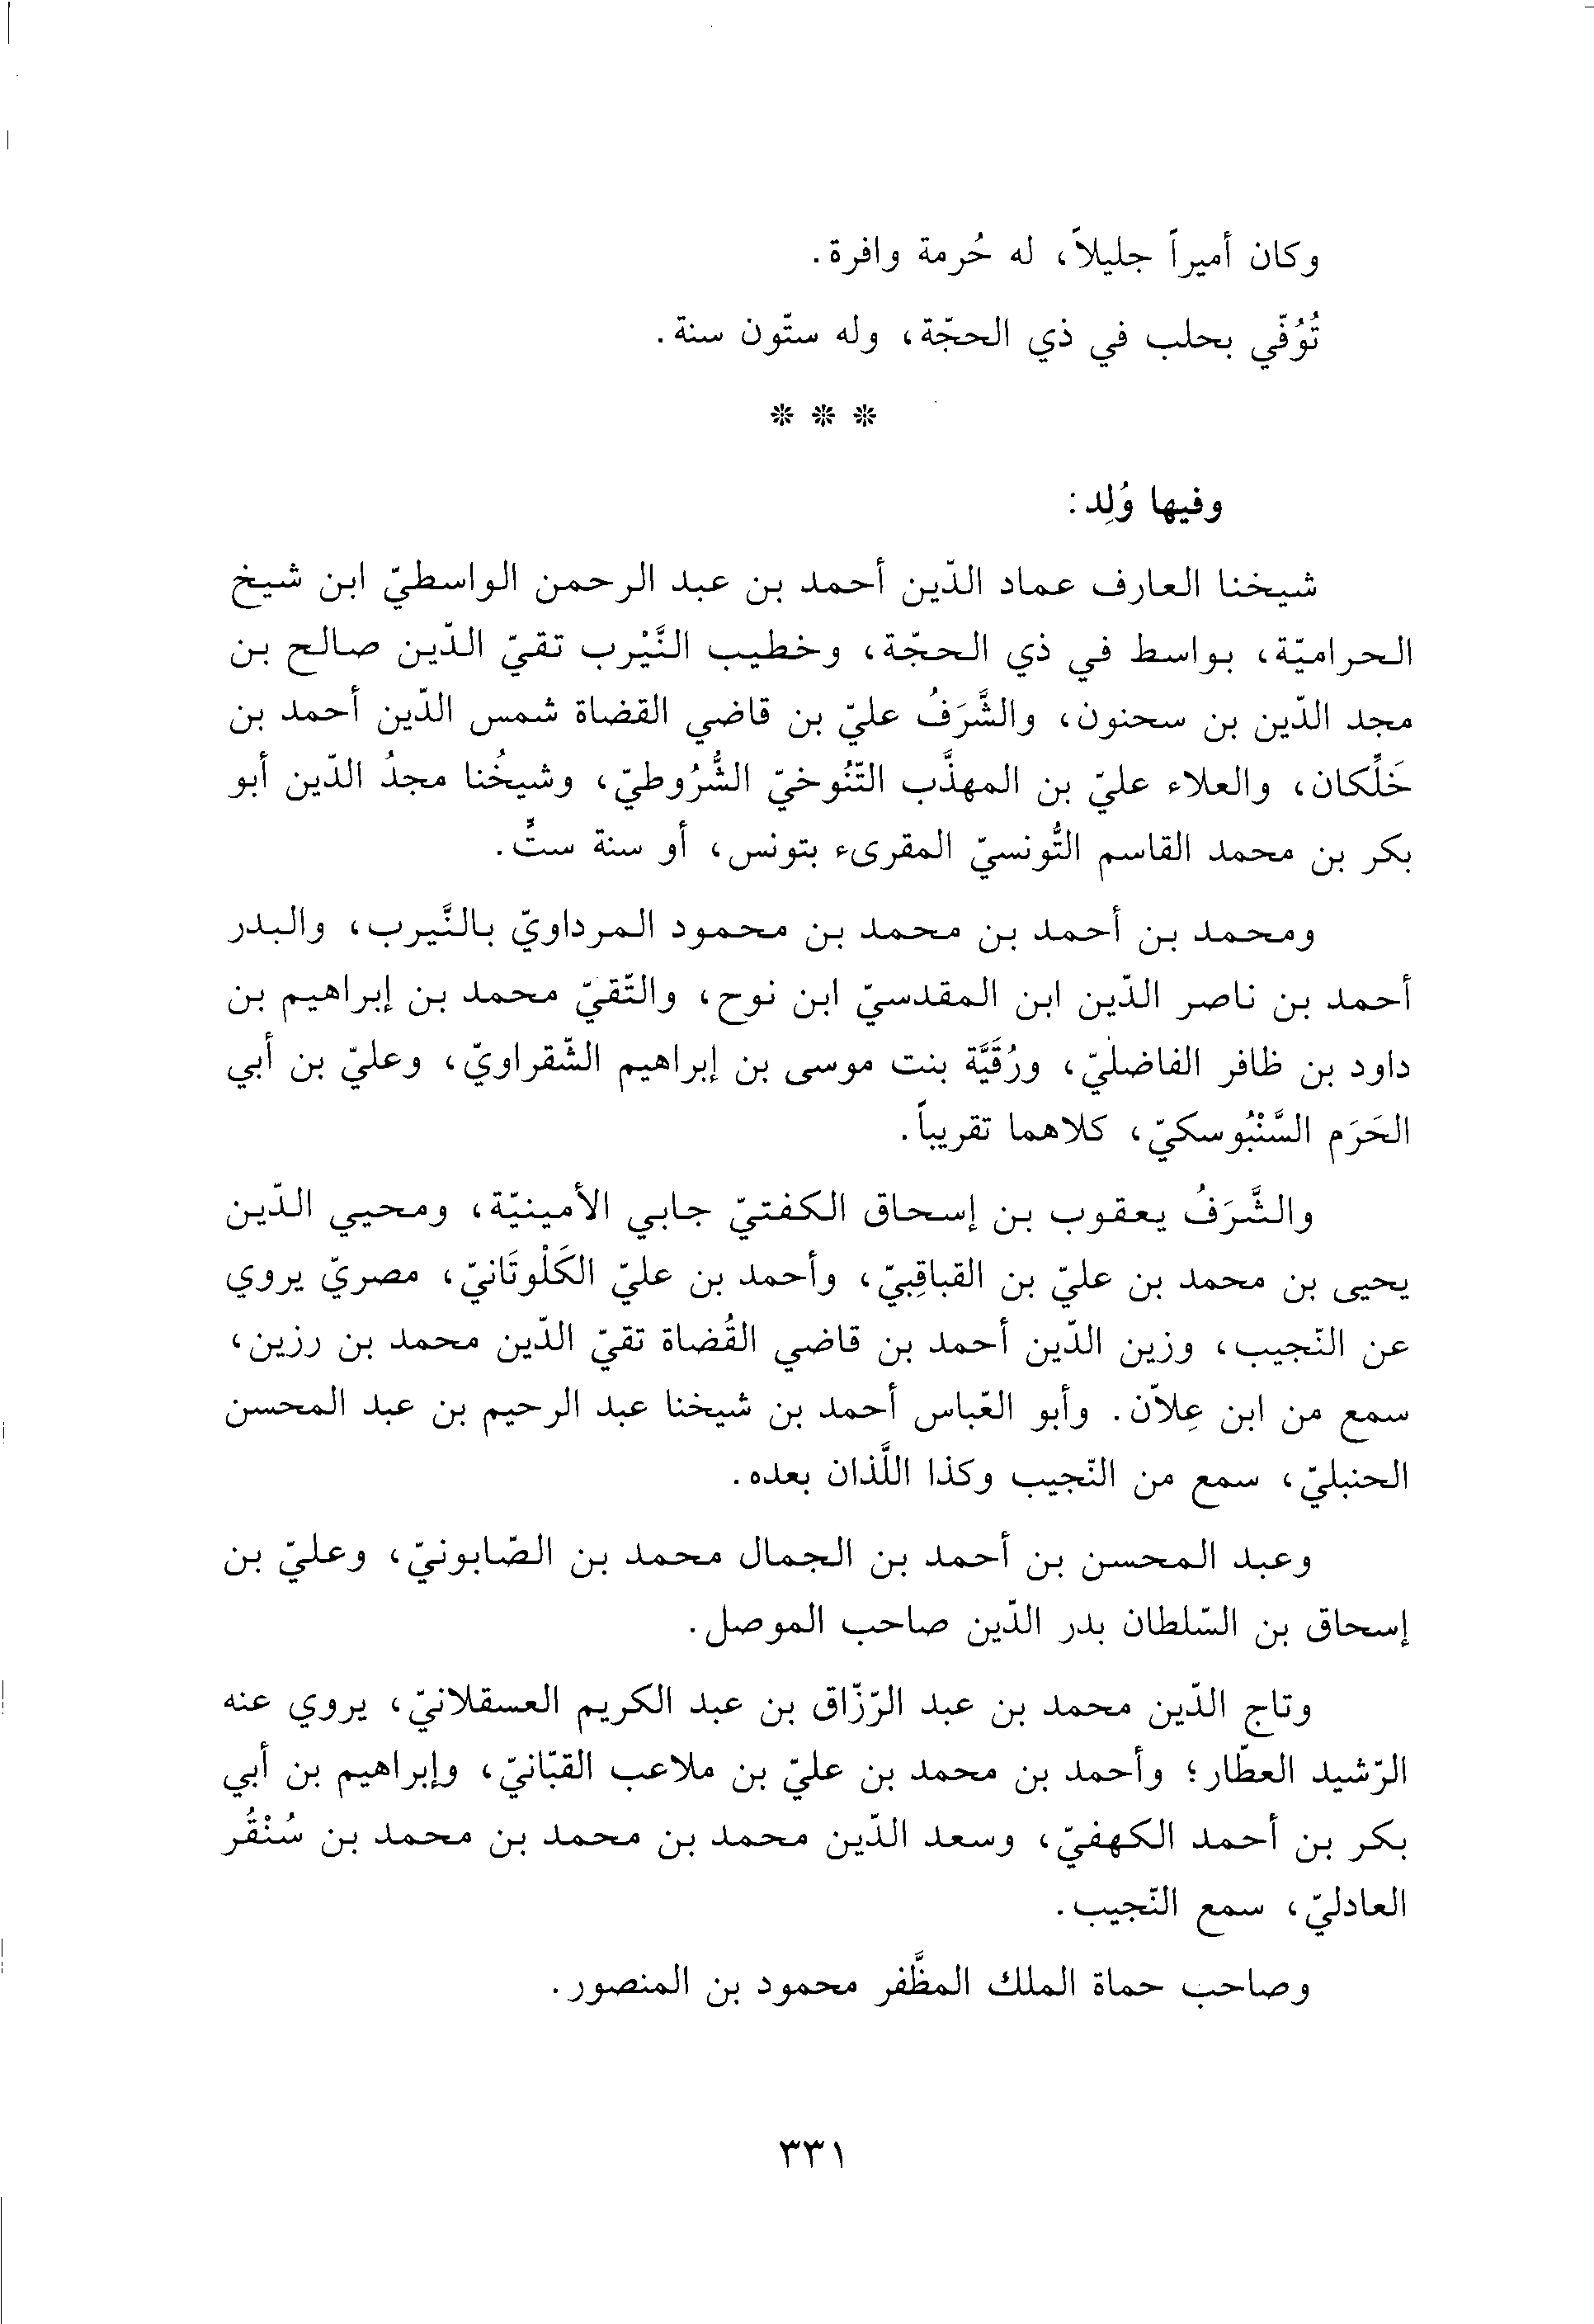 وكان أميراً جليلاً، له حُرمة وافرة.
تُوُفّي بحلب في ذي الحجّة، وله ستّون سنة.
* * *
وفيها وُلِد:
شيخنا العارف عماد الدّين أحمد بن عبد الرحمن الواسطيّ ابن شيخ
الحراميّة، بواسط في ذي الحجّة، وخطيب النَّيْرب تقيّ الدّين صالح بن
مجد الدّين بن سحنون، والشَّرَفُ عليّ بن قاضي القضاة شمس الدّين أحمد بن
خَلِّكان، والعلاء عليّ بن المهذَّب التّنُوخيّ الشُّرُوطيّ، وشيخُنا مجدُ الدّين أبو
بكر بن محمد القاسم التُّونسيّ المقرىء بتونس، أو سنة ستٍّ.
ومحمد بن أحمد بن محمد بن محمود المرداويّ بالنَّيرب، والبدر
أحمد بن ناصر الدّين ابن المقدسيّ ابن نوح، والتّقيّ محمد بن إبراهيم بن
داود بن ظافر الفاضليّ، ورُقَيَّة بنت موسى بن إبراهيم الشّقراويّ، وعليّ بن أبي
الحَرَم السَّنْبُوسكيّ، كلاهما تقريباً.
والشَّرَفُ يعقوب بن إسحاق الكفتيّ جابي الأمينيّة، ومحيي الدّين
يحيى بن محمد بن عليّ بن القباقِبيّ، وأحمد بن عليّ الكَلْوتَانيّ، مصريّ يروي
عن النّجيب، وزين الدّين أحمد بن قاضي القُضاة تقيّ الدّين محمد بن رزين،
سمع من ابن عِلاّن. وأبو العّباس أحمد بن شيخنا عبد الرحيم بن عبد المحسن
الحنبليّ، سمع من النّجيب وكذا اللَّذان بعده.
وعبد المحسن بن أحمد بن الجمال محمد بن الصّابونيّ، وعليّ بن
إسحاق بن السّلطان بدر الدّين صاحب الموصل.
وتاج الدّين محمد بن عبد الرّزّاق بن عبد الكريم العسقلانيّ، يروي عنه
الرّشيد العطّار؛ وأحمد بن محمد بن عليّ بن ملاعب القبّانيّ، وإبراهيم بن أبي
بكر بن أحمد الكهفيّ، وسعد الدّين محمد بن محمد بن محمد بن سُنْقُر
العادليّ، سمع النّجيب.
وصاحب حماة الملك المظَّفر محمود بن المنصور.
٣٣١